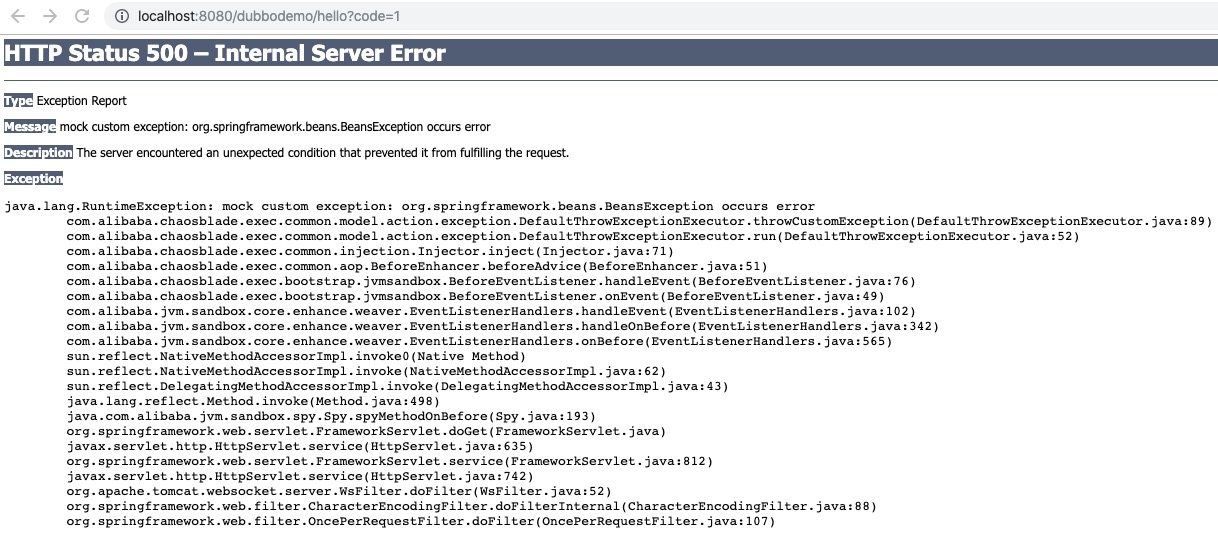 localhost:8080/dubbodemo/hello?code=1
HTTP Status 500 – Internal Server Error
Type Exception Report
Message mock custom exception: org.springframework.beans.BeansException occurs error
Description The server encountered an unexpected condition that prevented it from fulfilling the request.
Exception
java.lang.RuntimeException: mock custom exception: org.springframework.beans.BeansException occurs error
com.alibaba.chaosblade.exec.common.model.action.exception.DefaultThrowExceptionExecutor.throwCustomException(DefaultThrowExceptionExecutor.java:89)
com.alibaba.chaosblade.exec.common.model.action.exception.DefaultThrowExceptionExecutor.run(DefaultThrowExceptionExecutor.java:52)
com.alibaba.chaosblade.exec.common.injection.Injector.inject(Injector.java:71)
com.alibaba.chaosblade.exec.common.aop.BeforeEnhancer.beforeAdvice(BeforeEnhancer.java:51)
com.alibaba.chaosblade.exec.bootstrap.jvmsandbox.BeforeEventListener.handleEvent(BeforeEventListener.java:76)
com.alibaba.chaosblade.exec.bootstrap.jvmsandbox.BeforeEventListener.onEvent(BeforeEventListener.java:49)
com.alibaba.jvm.sandbox.core.enhance.weaver.EventListenerHandlers.handleEvent(EventListenerHandlers.java:102)
com.alibaba.jvm.sandbox.core.enhance.weaver.EventListenerHandlers.handleOnBefore(EventListenerHandlers.java:342)
com.alibaba.jvm.sandbox.core.enhance.weaver.EventListenerHandlers.onBefore(EventListenerHandlers.java:565)
sun.reflect.NativeMethodAccessorImpl.invoke0(Native Method)
sun.reflect.NativeMethodAccessorImpl.invoke(NativeMethodAccessorImpl.java:62)
sun.reflect.DelegatingMethodAccessorImpl.invoke(DelegatingMethodAccessorImpl.java:43)
java.lang.reflect.Method.invoke(Method.java:498)
java.com.alibaba.jvm.sandbox.spy.Spy.spyMethodOnBefore(Spy.java:193)
org.springframework.web.servlet.FrameworkServlet.doGet(FrameworkServlet.java)
javax.servlet.http.HttpServlet.service(HttpServlet.java:635)
org.springframework.web.servlet.FrameworkServlet.service(FrameworkServlet.java:812)
javax.servlet.http.HttpServlet.service(HttpServlet.java:742)
org.apache.tomcat.websocket.server.WsFilter.doFilter(WsFilter.java:52)
org.springframework.web.filter.CharacterEncodingFilter.doFilterInternal(CharacterEncodingFilter.java:88)
org.springframework.web.filter.OncePerRequestFilter.doFilter(OncePerRequestFilter.java:107)